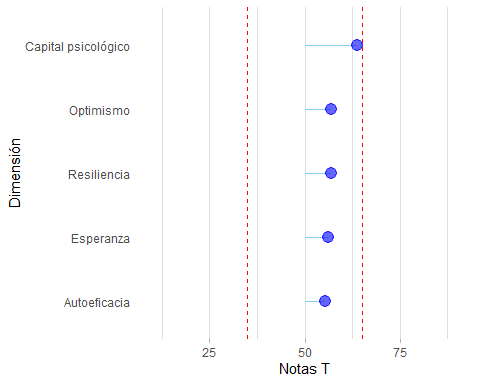 Capital psicológico
Optimismo
Resiliencia
Esperanza
Autoeficacia
Dimensión
25 50 75
Notas T